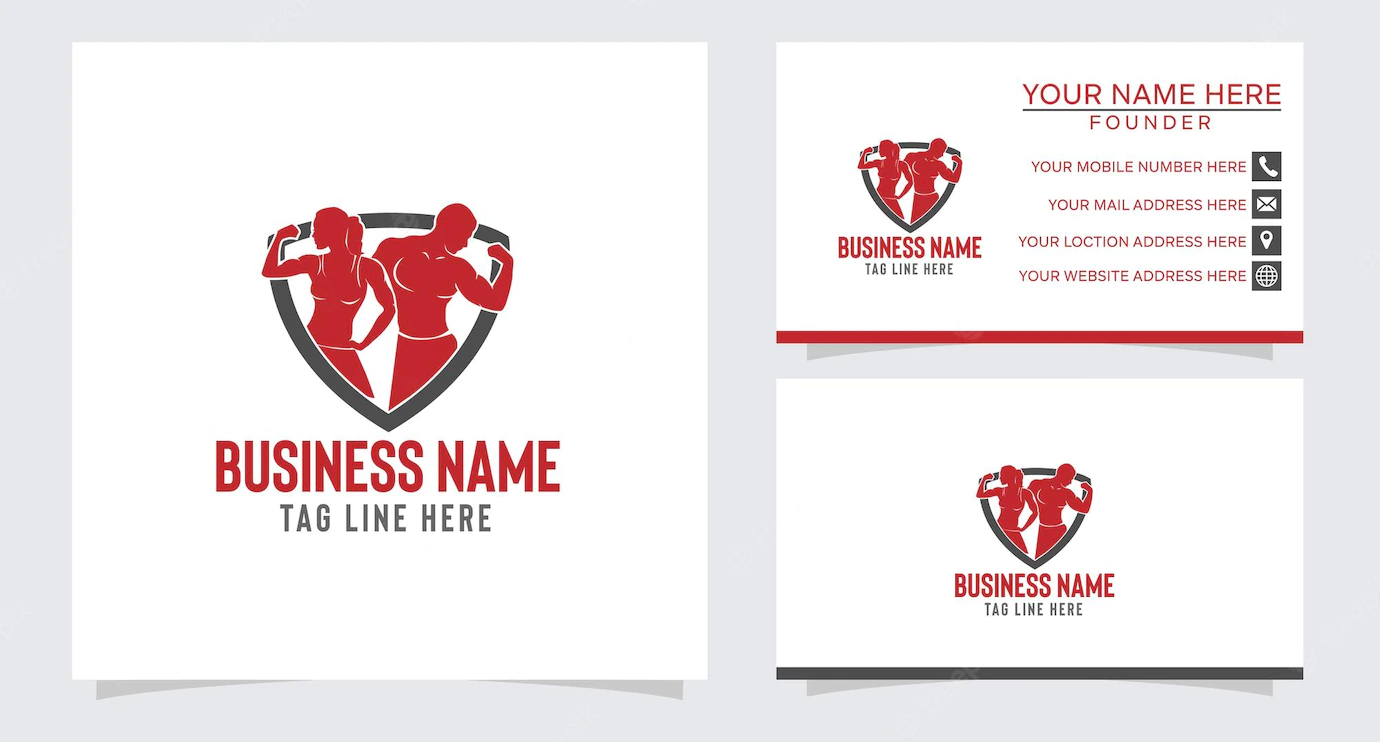 BUSINESS NAME
TAG LINE HERE
YOUR NAME HERE
FOUNDER
YOUR MOBILE NUMBER HERE
YOUR MAIL ADDRESS HERE
YOUR LOCTION ADDRESS HERE
YOUR WEBSITE ADDRESS HERE
BUSINESS NAME
TAG LINE HERE
BUSINESS NAME
TAG LINE HERE